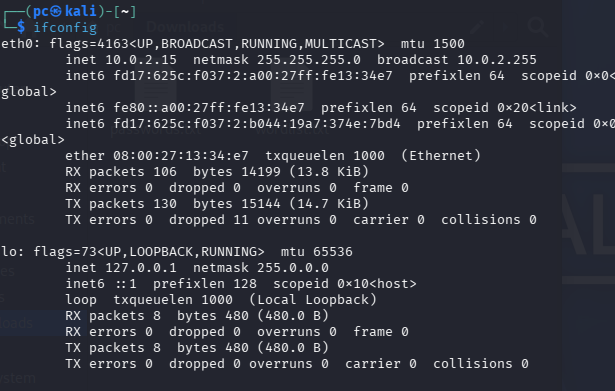 ┌──(pc㉿kali)-[~]
└─$ ifconfig
eth0: flags=4163<UP,BROADCAST,RUNNING,MULTICAST>  mtu 1500
        inet 10.0.2.15  netmask 255.255.255.0  broadcast 10.0.2.255
        inet6 fd17:625c:f037:2:a00:27ff:fe13:34e7  prefixlen 64  scopeid 0×0<
global>
        inet6 fe80::a00:27ff:fe13:34e7  prefixlen 64  scopeid 0×20<link>
        inet6 fd17:625c:f037:2:b044:19a7:374e:7bd4  prefixlen 64  scopeid 0×0
<global>
        ether 08:00:27:13:34:e7  txqueuelen 1000  (Ethernet)
        RX packets 106  bytes 14199 (13.8 KiB)
        RX errors 0  dropped 0  overruns 0  frame 0
        TX packets 130  bytes 15144 (14.7 KiB)
        TX errors 0  dropped 11 overruns 0  carrier 0  collisions 0

lo: flags=73<UP,LOOPBACK,RUNNING>  mtu 65536
        inet 127.0.0.1  netmask 255.0.0.0
        inet6 ::1  prefixlen 128  scopeid 0×10<host>
        loop  txqueuelen 1000  (Local Loopback)
        RX packets 8  bytes 480 (480.0 B)
        RX errors 0  dropped 0  overruns 0  frame 0
        TX packets 8  bytes 480 (480.0 B)
        TX errors 0  dropped 0 overruns 0  carrier 0  collisions 0